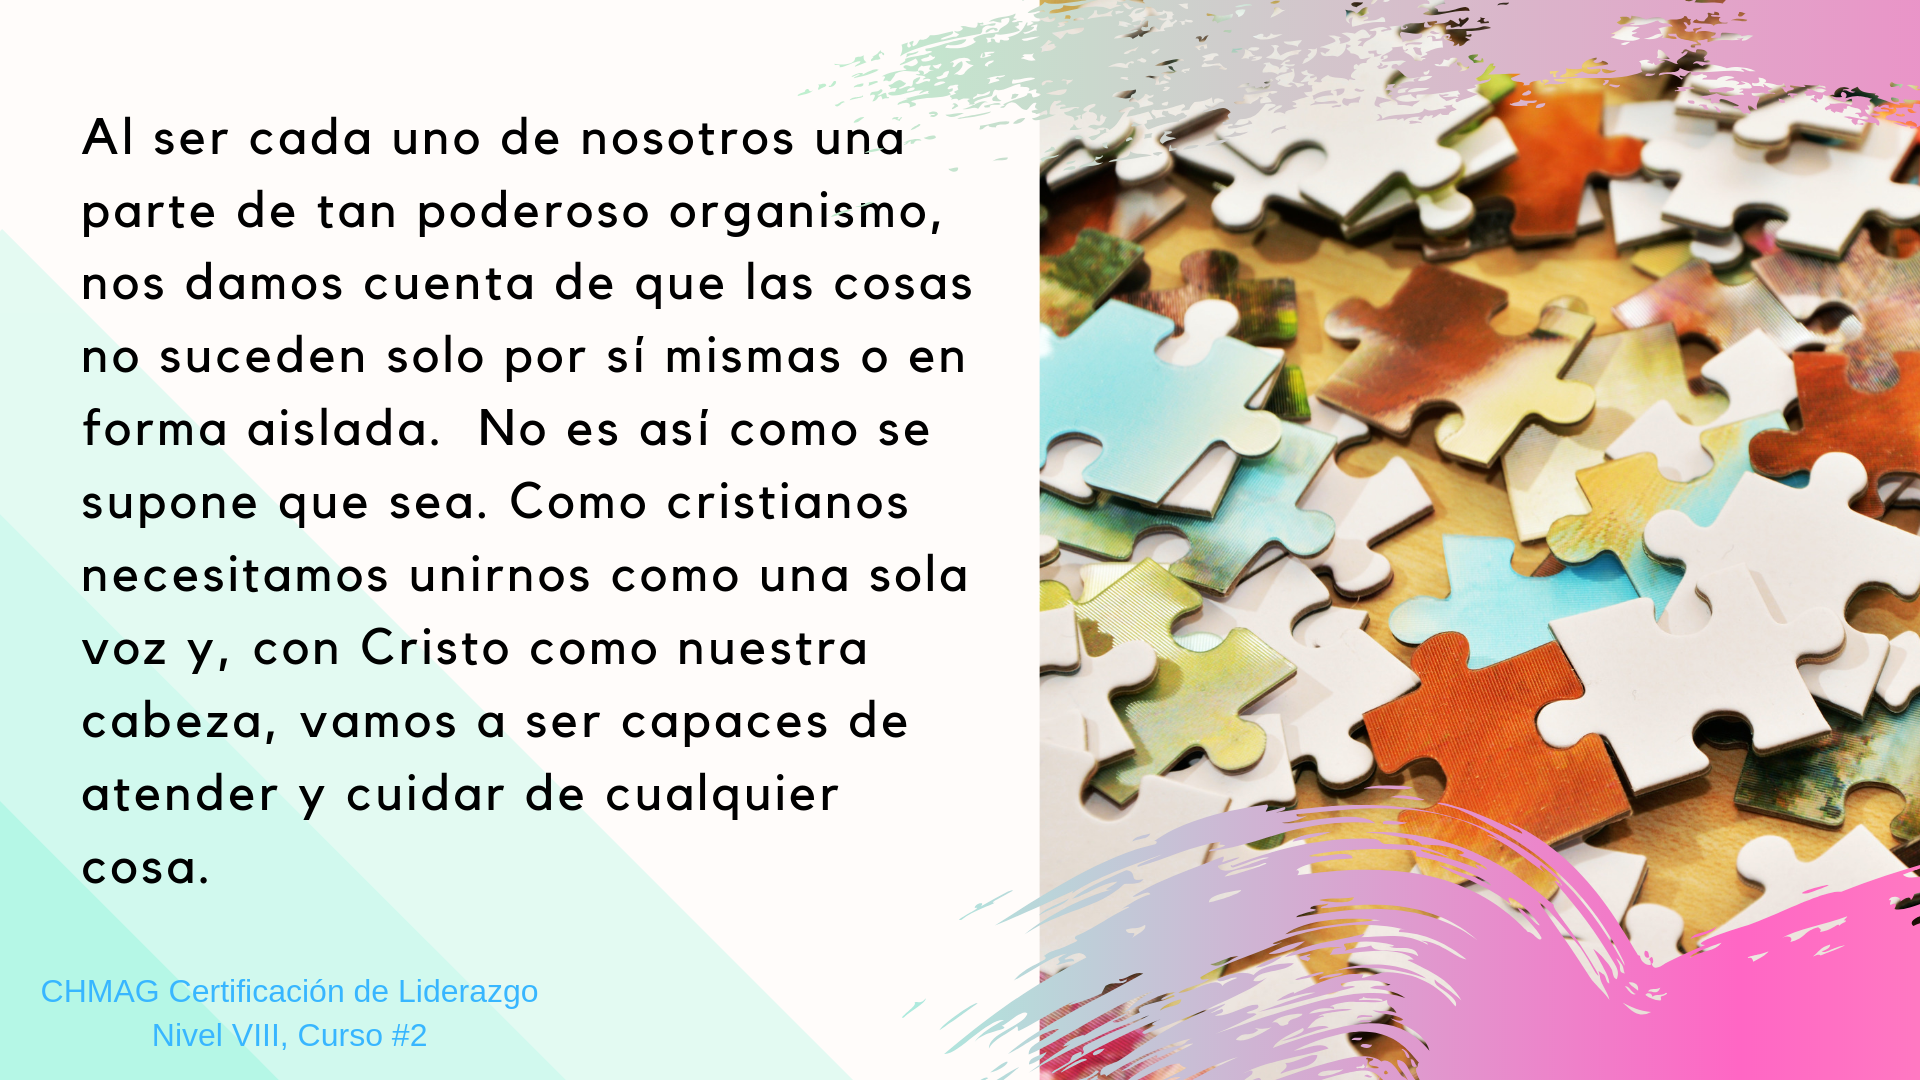 Al ser cada uno de nosotros una
parte de tan poderoso organismo,
nos damos cuenta de que las cosas
no suceden solo por sí mismas o en
forma aislada.  No es así como se
supone que sea. Como cristianos
necesitamos unirnos como una sola
voz y, con Cristo como nuestra
cabeza, vamos a ser capaces de
atender y cuidar de cualquier
cosa.
CHMAG Certificación de Liderazgo
Nivel VIII, Curso #2